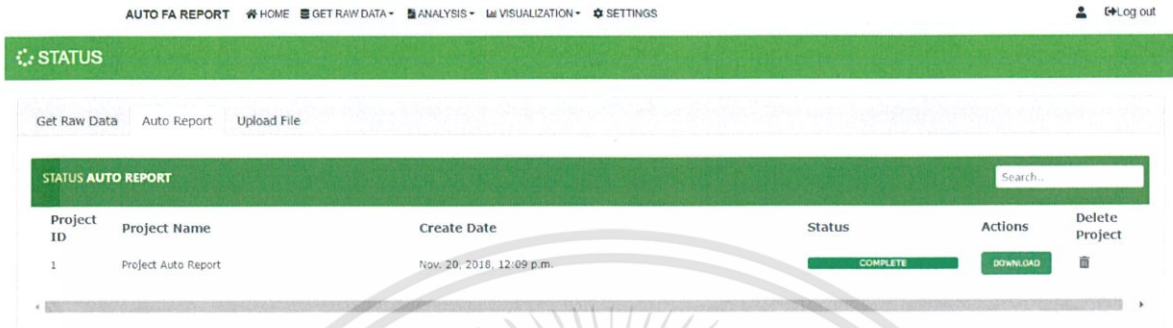 AUTO FA REPORT HOME GET RAW DATA ANALYSIS VISUALIZATION SETTINGS Log out
STATUS
Get Raw Data Auto Report Upload File
STATUS AUTO REPORT Search..
Project ID Project Name Create Date Status Actions Delete Project
1 Project Auto Report Nov. 20, 2018, 12:09 p.m. COMPLETE DOWNLOAD